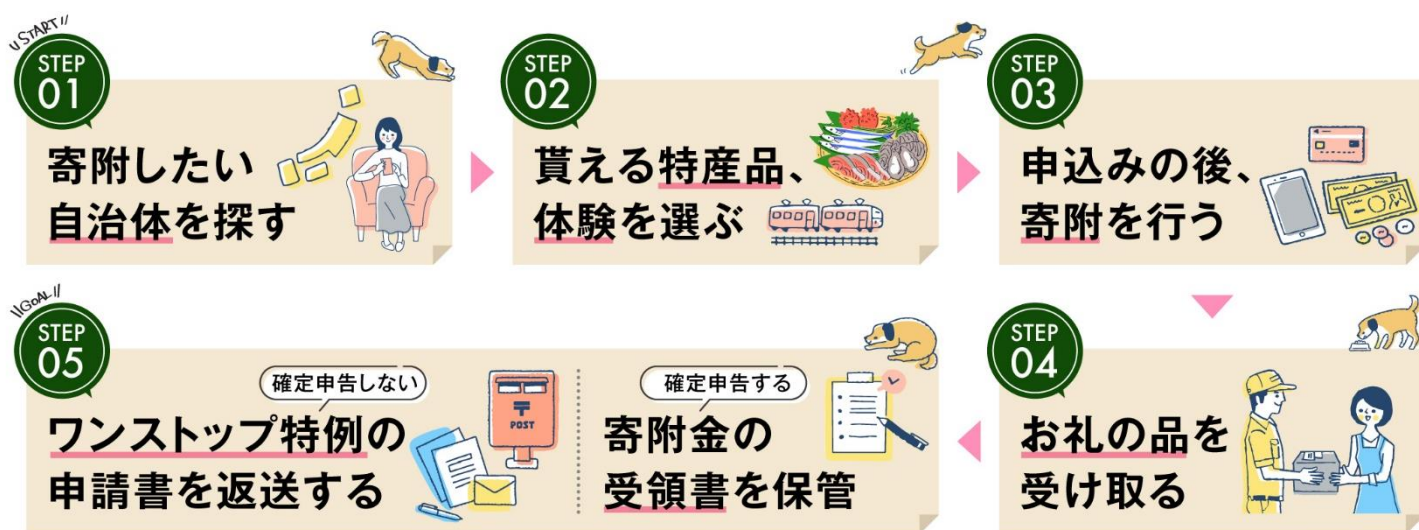 START
STEP
01
寄附したい
自治体を探す
STEP
02
貰える特産品、
体験を選ぶ
STEP
03
申込みの後、
寄附を行う
STEP
04
お礼の品を
受け取る
GOAL
STEP
05
確定申告しない
ワンストップ特例の
申請書を返送する
〒
POST
確定申告する
寄附金の
受領書を保管